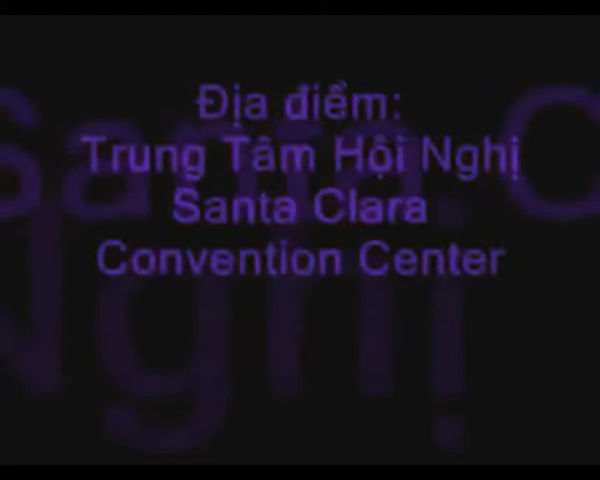 Địa điểm:
Trung Tâm Hội Nghị
Santa Clara
Convention Center